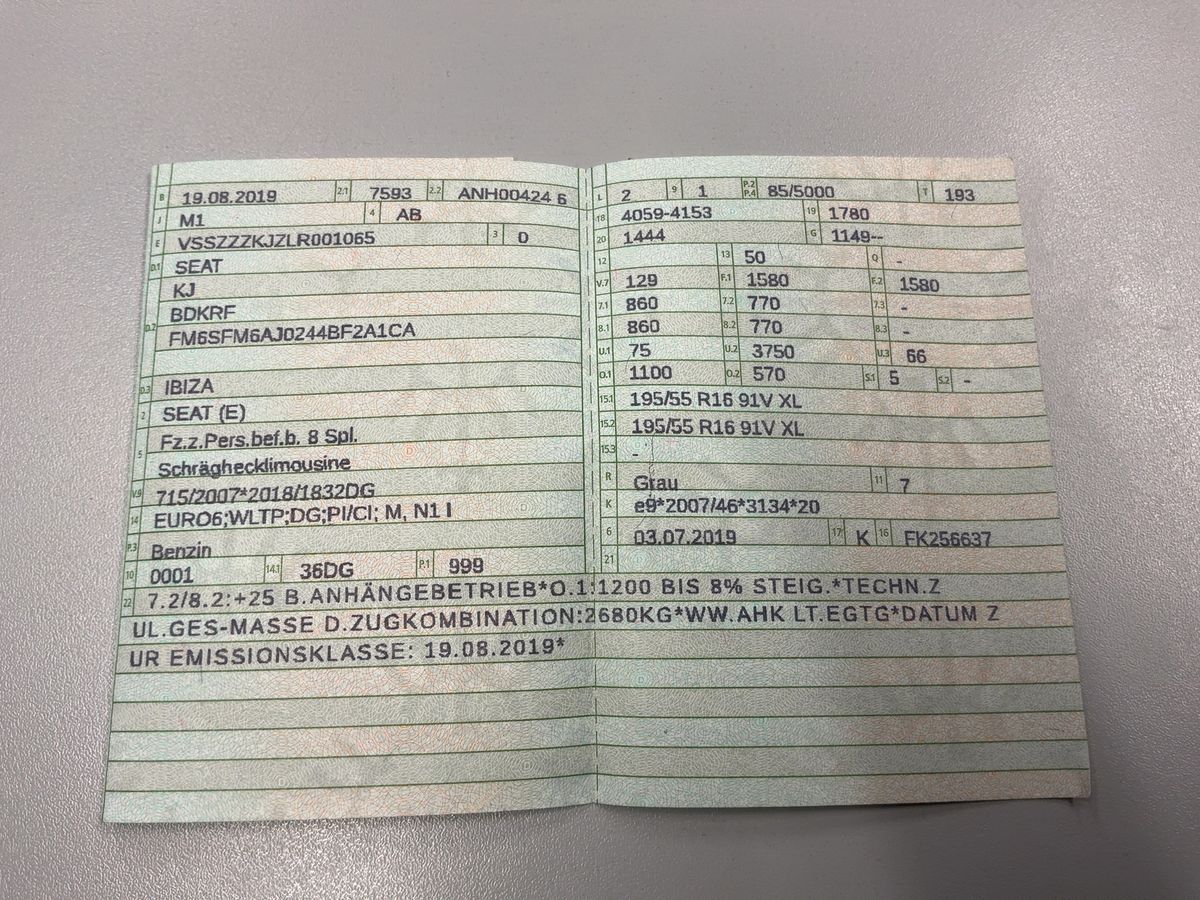 B 19.08.2019 2.1 7593 2.2 ANH00424 6
J M1 4 AB
E VSSZZZKJZLR001065 3 0
D.1 SEAT
KJ
D.2 BDKRF
FM6SFM6AJ0244BF2A1CA
D.3 IBIZA
2 SEAT (E)
5 Fz.z.Pers.bef.b. 8 Spl.
Schräghecklimousine
V.9 715/2007*2018/1832DG
14 EURO6;WLTP;DG;PI/CI; M, N1 I
P.3 Benzin
10 0001 14.1 36DG P.1 999
L 2 9 1 P.2 P.4 85/5000 T 193
18 4059-4153 19 1780
20 1444 G 1149--
12 13 50 Q -
V.7 129 F.1 1580 F.2 1580
7.1 860 7.2 770 7.3 -
8.1 860 8.2 770 8.3 -
U.1 75 U.2 3750 U.3 66
O.1 1100 O.2 570 S.1 5 S.2 -
15.1 195/55 R16 91V XL
15.2 195/55 R16 91V XL
15.3 -
R Grau 11 7
K e9*2007/46*3134*20
6 03.07.2019 17 K 16 FK256637
21
22 7.2/8.2:+25 B.ANHÄNGEBETRIEB*O.1:1200 BIS 8% STEIG.*TECHN.Z
UL.GES-MASSE D.ZUGKOMBINATION:2680KG*WW.AHK LT.EGTG*DATUM Z
UR EMISSIONSKLASSE: 19.08.2019*